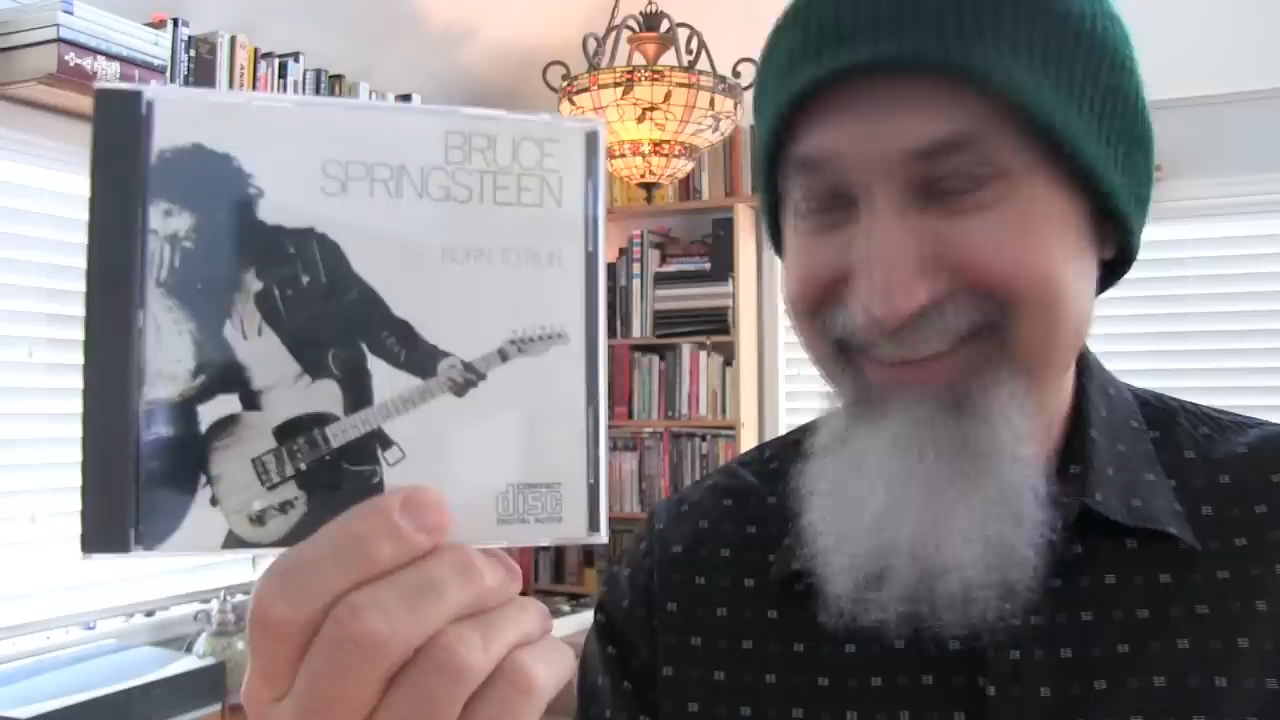 BRUCE
SPRINGSTEEN
BORN TO RUN
COMPACT
disc
DIGITAL AUDIO